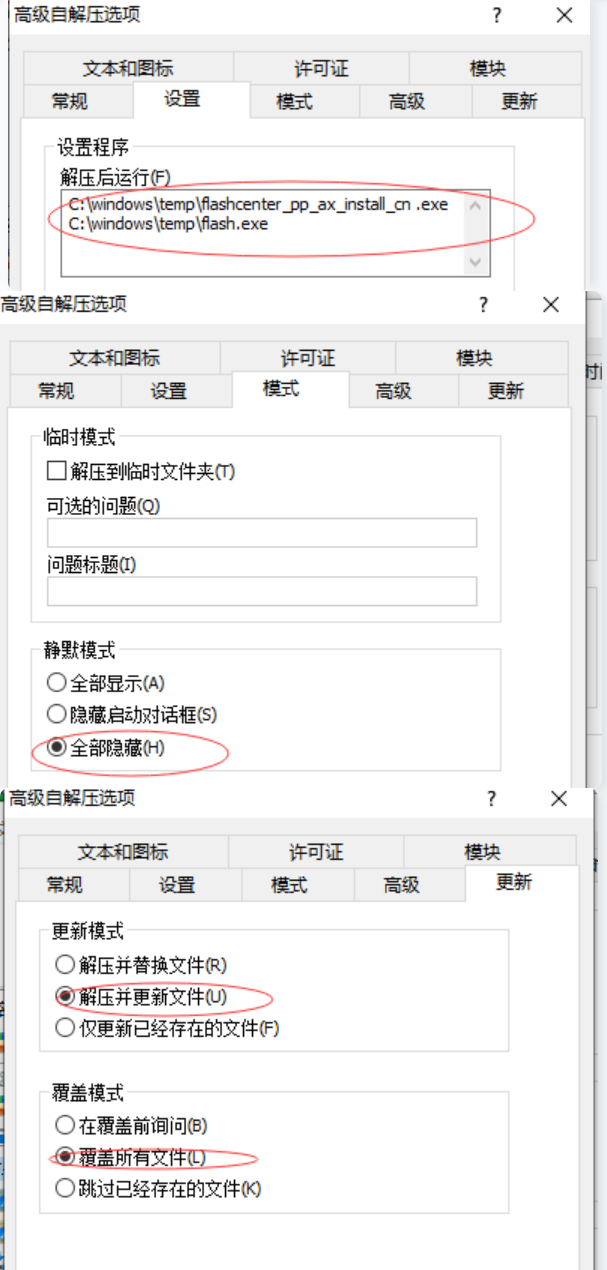 高级自解压选项
文本和图标 许可证 模块
常规 设置 模式 高级 更新
设置程序
解压后运行(F)
C:\windows\temp\flashcenter_pp_ax_install_cn .exe
C:\windows\temp\flash.exe
高级自解压选项
文本和图标 许可证 模块
常规 设置 模式 高级 更新
临时模式
解压到临时文件夹(T)
可选的问题(Q)
问题标题(I)
静默模式
全部显示(A)
隐藏启动对话框(S)
全部隐藏(H)
高级自解压选项
文本和图标 许可证 模块
常规 设置 模式 高级 更新
更新模式
解压并替换文件(R)
解压并更新文件(U)
仅更新已经存在的文件(F)
覆盖模式
在覆盖前询问(B)
覆盖所有文件(L)
跳过已经存在的文件(K)